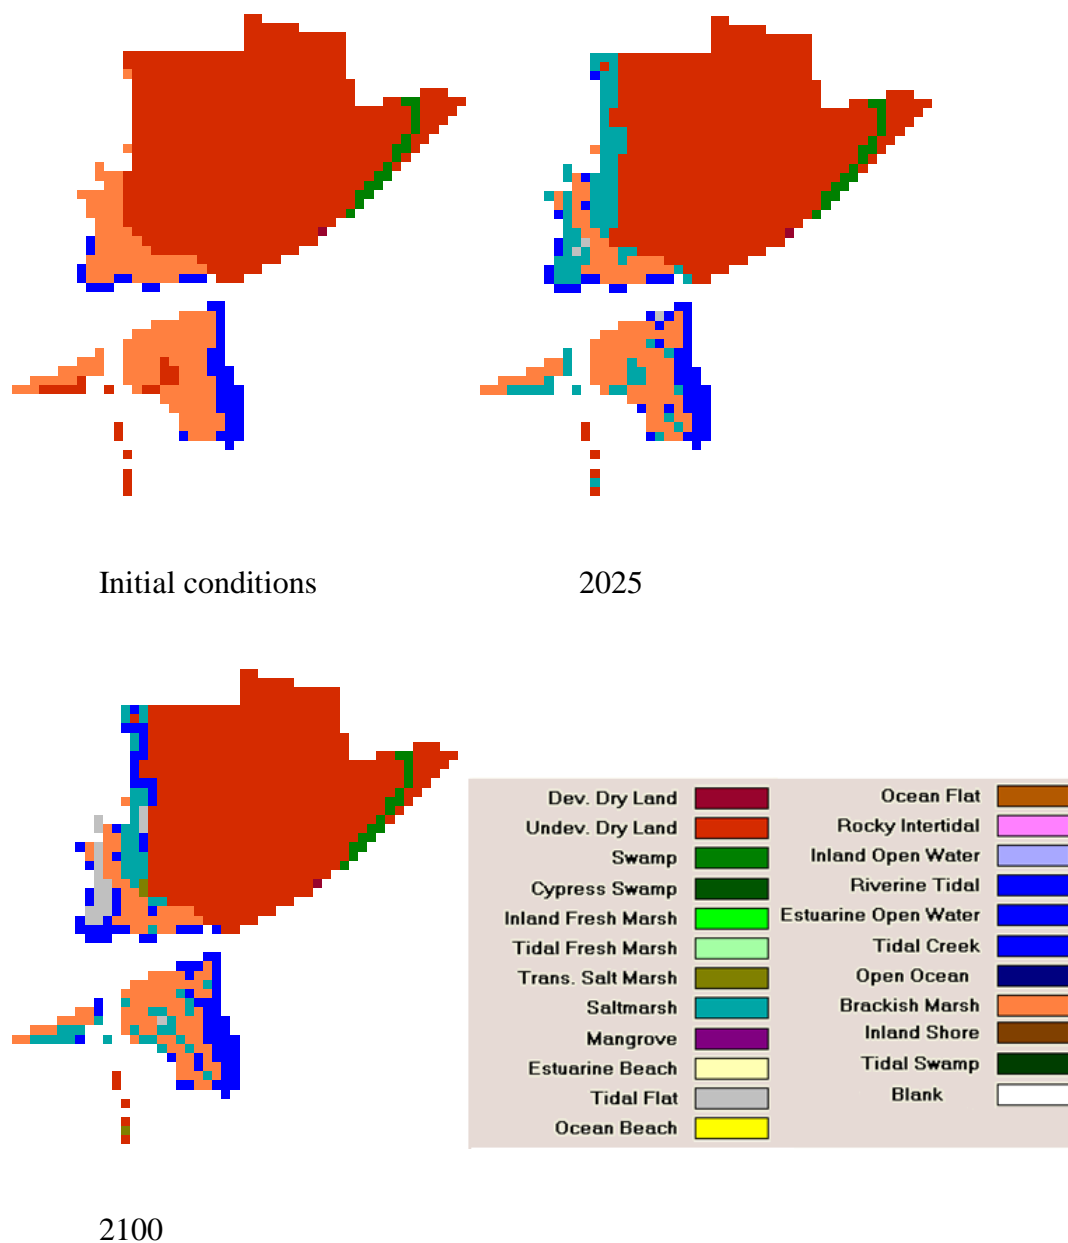 Initial conditions
2025
Dev. Dry Land
Undev. Dry Land
Swamp
Cypress Swamp
Inland Fresh Marsh
Tidal Fresh Marsh
Trans. Salt Marsh
Saltmarsh
Mangrove
Estuarine Beach
Tidal Flat
Ocean Beach
Ocean Flat
Rocky Intertidal
Inland Open Water
Riverine Tidal
Estuarine Open Water
Tidal Creek
Open Ocean
Brackish Marsh
Inland Shore
Tidal Swamp
Blank
2100